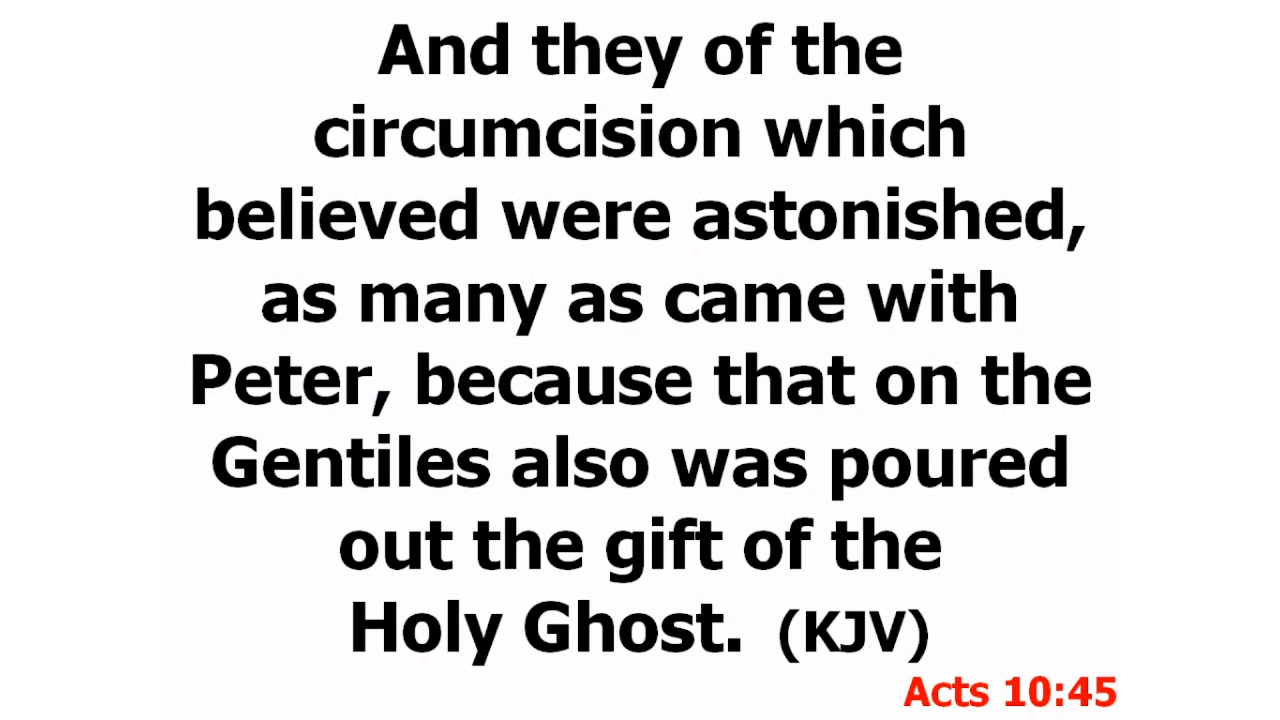 And they of the
circumcision which
believed were astonished,
as many as came with
Peter, because that on the
Gentiles also was poured
out the gift of the
Holy Ghost. (KJV)
Acts 10:45